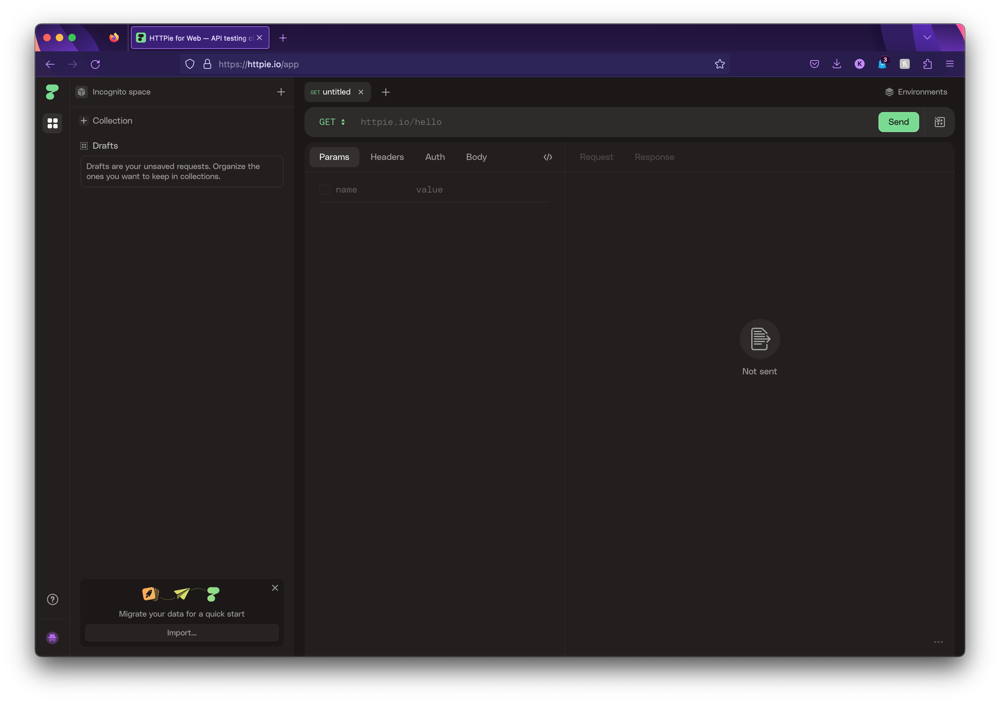 HTTPie for Web — API testing cl
https://httpie.io/app
K
3
Incognito space
GET untitled
Environments
Collection
GET
httpie.io/hello
Send
Drafts
Drafts are your unsaved requests. Organize the
ones you want to keep in collections.
Params
Headers
Auth
Body
Request
Response
name
value
Not sent
Migrate your data for a quick start
Import...